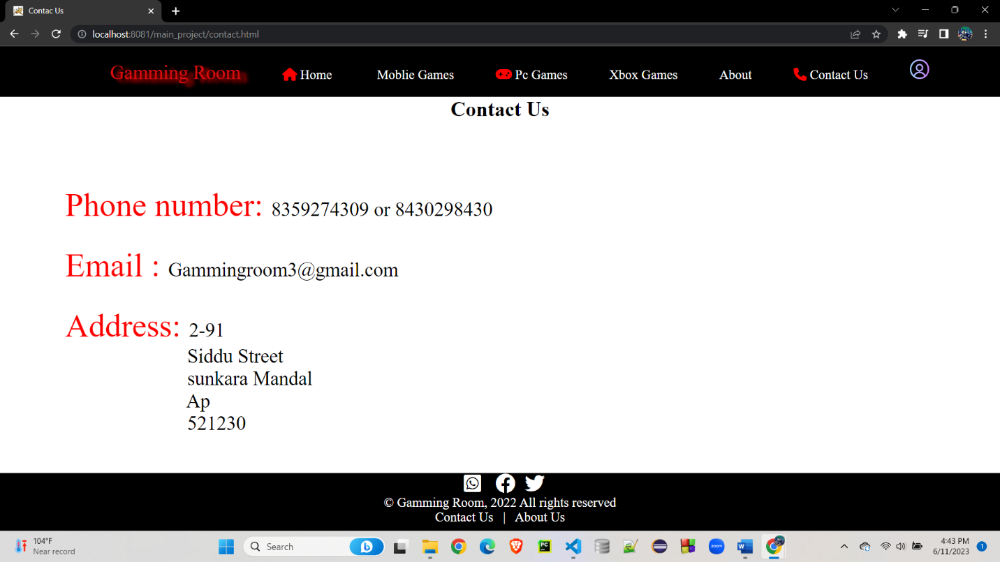 Contac Us
localhost:8081/main_project/contact.html
Gamming Room Home Moblie Games Pc Games Xbox Games About Contact Us
Contact Us
Phone number: 8359274309 or 8430298430
Email : Gammingroom3@gmail.com
Address: 2-91
Siddu Street
sunkara Mandal
Ap
521230
© Gamming Room, 2022 All rights reserved
Contact Us | About Us
104°F
Near record
Search
PC
zoom
W
4:43 PM
6/11/2023
1